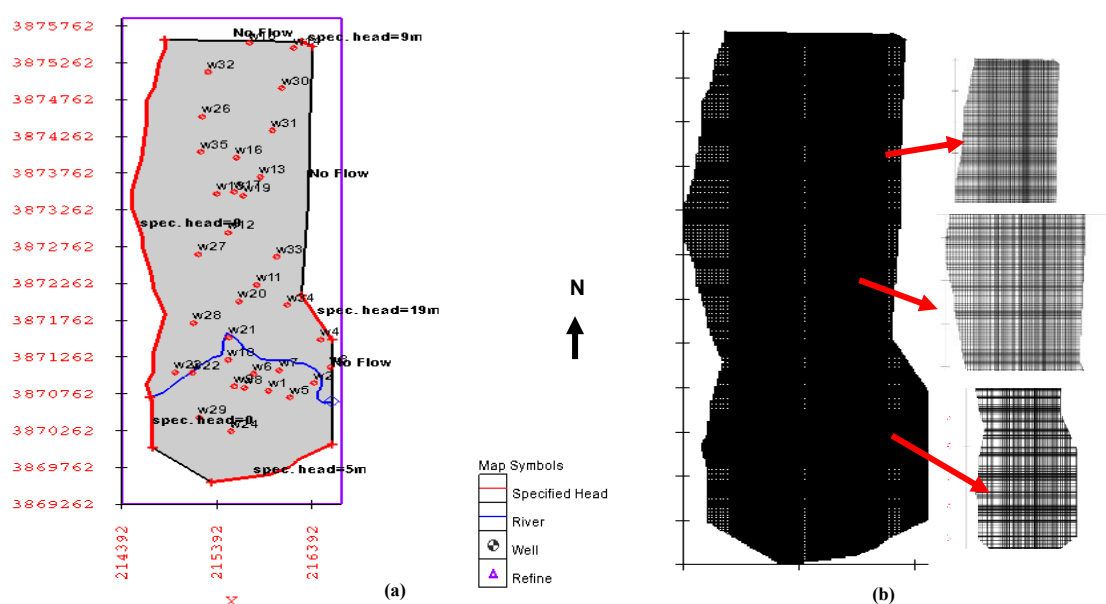 3875762
No Flow
w14
spec. head=9m
3875262
w32
3874762
w30
w26
3874262
w31
w35
w16
3873762
w13
No Flow
w17
w19
3873262
spec. head=0
w12
3872762
w27
w33
3872262
w11
w20
w34
spec. head=19m
3871762
w28
w21
w4
3871262
w18
No Flow
w22
w6
w7
w2
3870762
w8
w1
w5
w29
spec. head=0
3870262
w24
3869762
spec. head=5m
3869262
214392
215392
216392
X
(a)
Map Symbols
Specified Head
River
Well
Refine
N
(b)